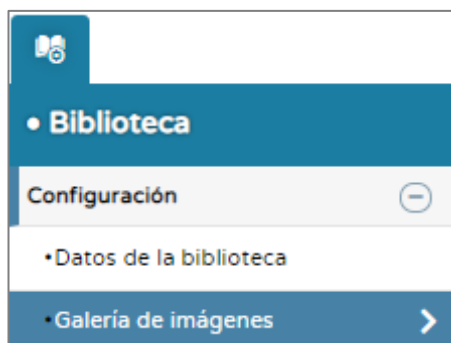 • Biblioteca
Configuración
•Datos de la biblioteca
•Galería de imágenes